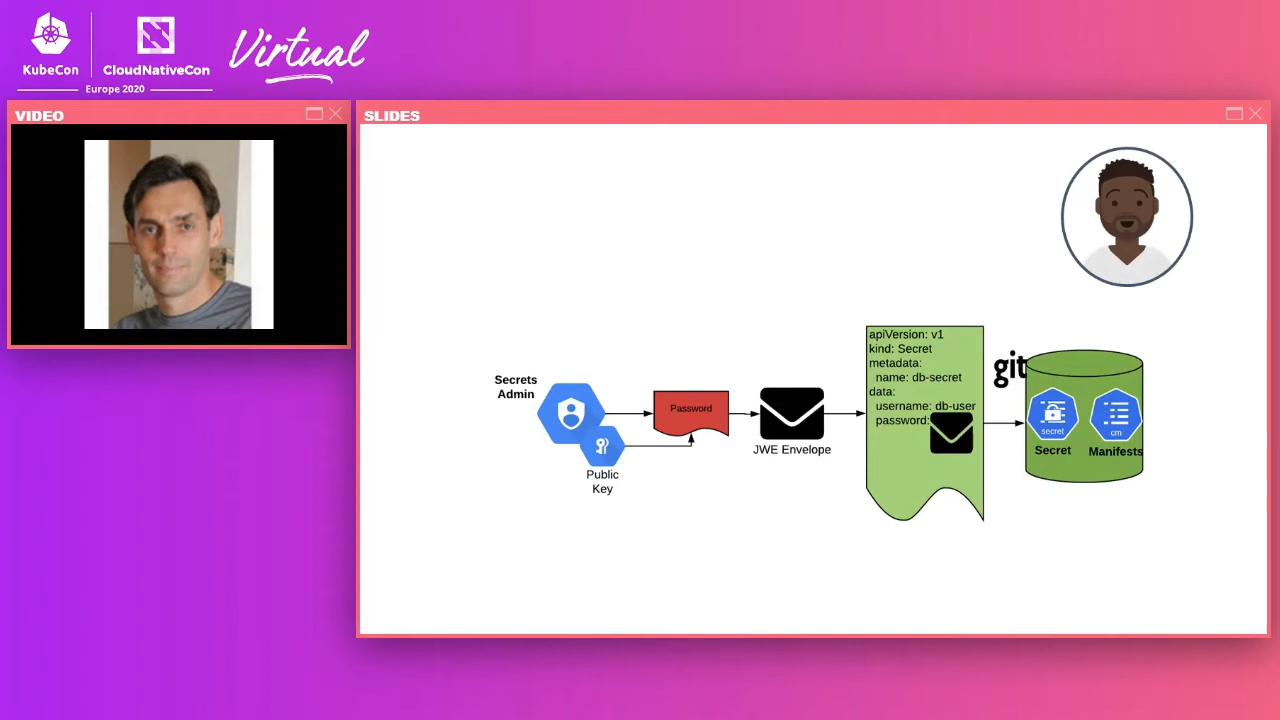 KubeCon
CloudNativeCon
Europe 2020
Virtual
VIDEO
SLIDES
Secrets
Admin
Public
Key
Password
JWE Envelope
apiVersion: v1
kind: Secret
metadata:
name: db-secret
data:
username: db-user
password:
git
secret
Secret
cm
Manifests